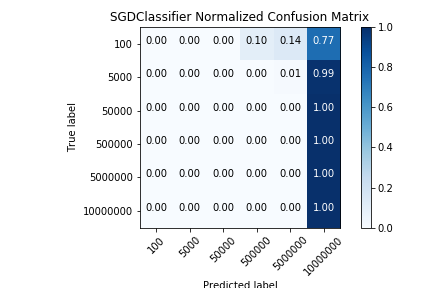 SGDClassifier Normalized Confusion Matrix
100 0.00 0.00 0.00 0.10 0.14 0.77
5000 0.00 0.00 0.00 0.00 0.01 0.99
50000 0.00 0.00 0.00 0.00 0.00 1.00
500000 0.00 0.00 0.00 0.00 0.00 1.00
5000000 0.00 0.00 0.00 0.00 0.00 1.00
10000000 0.00 0.00 0.00 0.00 0.00 1.00
True label
100 5000 50000 500000 5000000 10000000
Predicted label
1.0
0.8
0.6
0.4
0.2
0.0